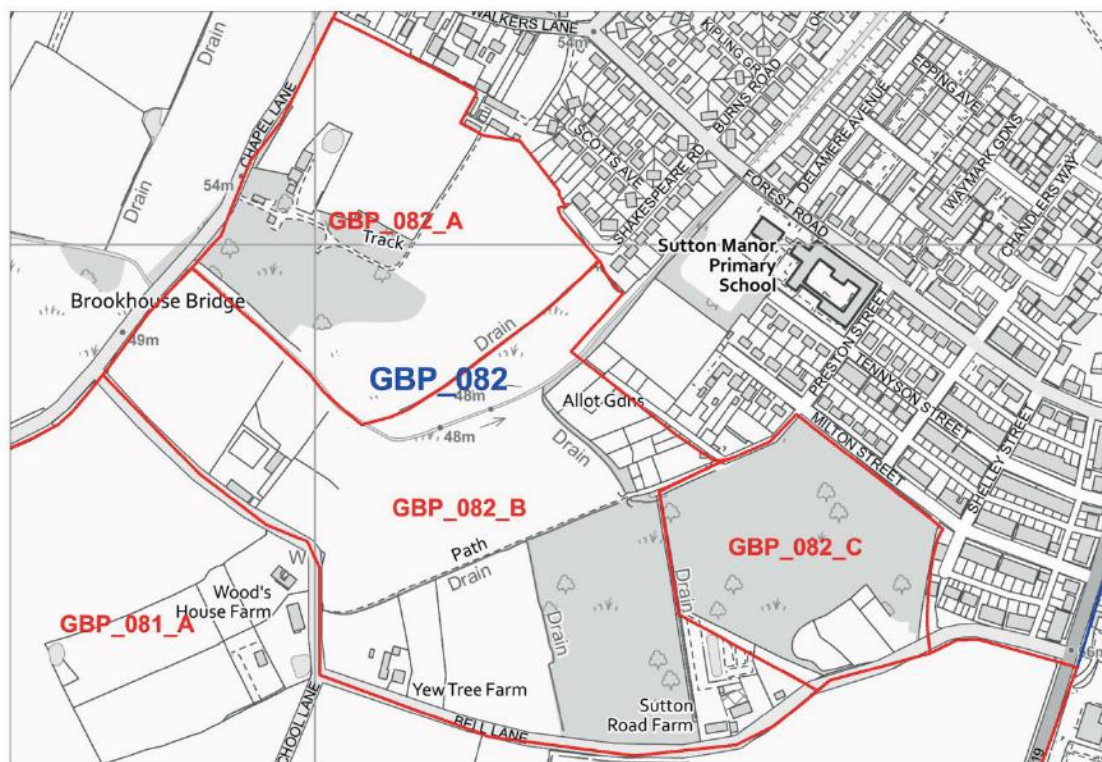 WALKERS LANE
54m
KIPLING GR
BURNS ROAD
SCOTTS AVE
SHAKESPEARE RD
EPPING AVE
DELAMERE AVENUE
WAYMARK GDNS
CHANDLERS WAY
FOREST ROAD
Drain
CHAPEL LANE
54m
Drain
GBP_082_A
Track
Sutton Manor
Primary
School
Brookhouse Bridge
49m
Drain
GBP_082
48m
48m
Allot Gdns
PRESTON STREET
TENNYSON STREET
MILTON STREET
SHELLEY STREET
Drain
GBP_082_B
GBP_082_C
Path
Drain
W
Wood's
House Farm
GBP_081_A
Drain
Drain
Yew Tree Farm
Sutton
Road Farm
BELL LANE